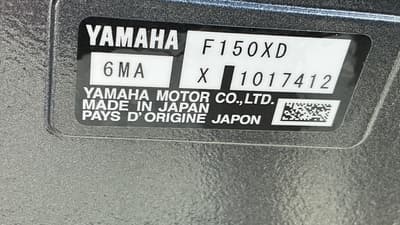 YAMAHA F150XD
6MA X 1017412
YAMAHA MOTOR CO.,LTD.
MADE IN JAPAN
PAYS D'ORIGINE JAPON